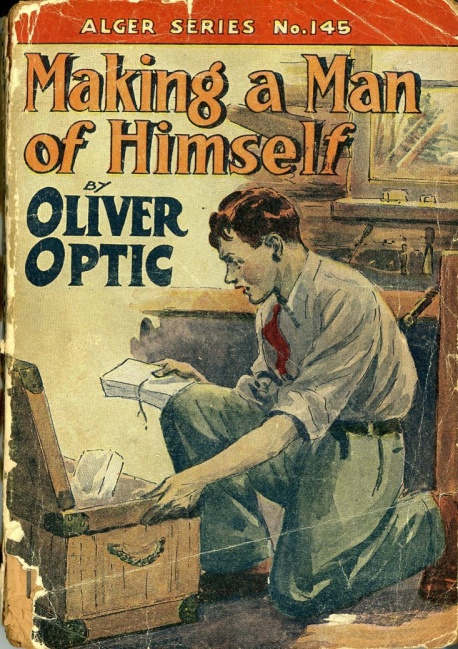 ALGER SERIES No.145
Making a Man
of Himself
BY
OLIVER
OPTIC